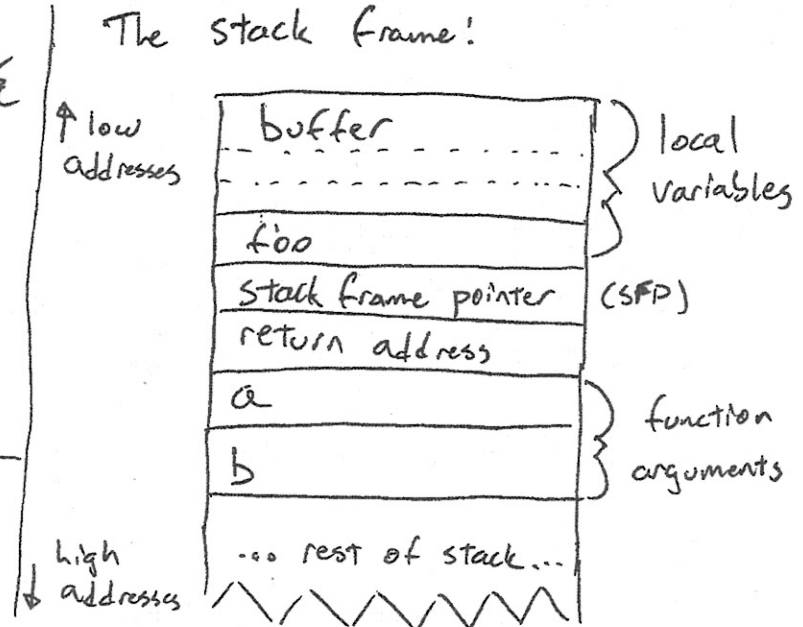 The stack frame!
↑ low
addresses
buffer
local
variables
foo
stack frame pointer (SFP)
return address
a
b
function
arguments
... rest of stack...
↓ high
addresses